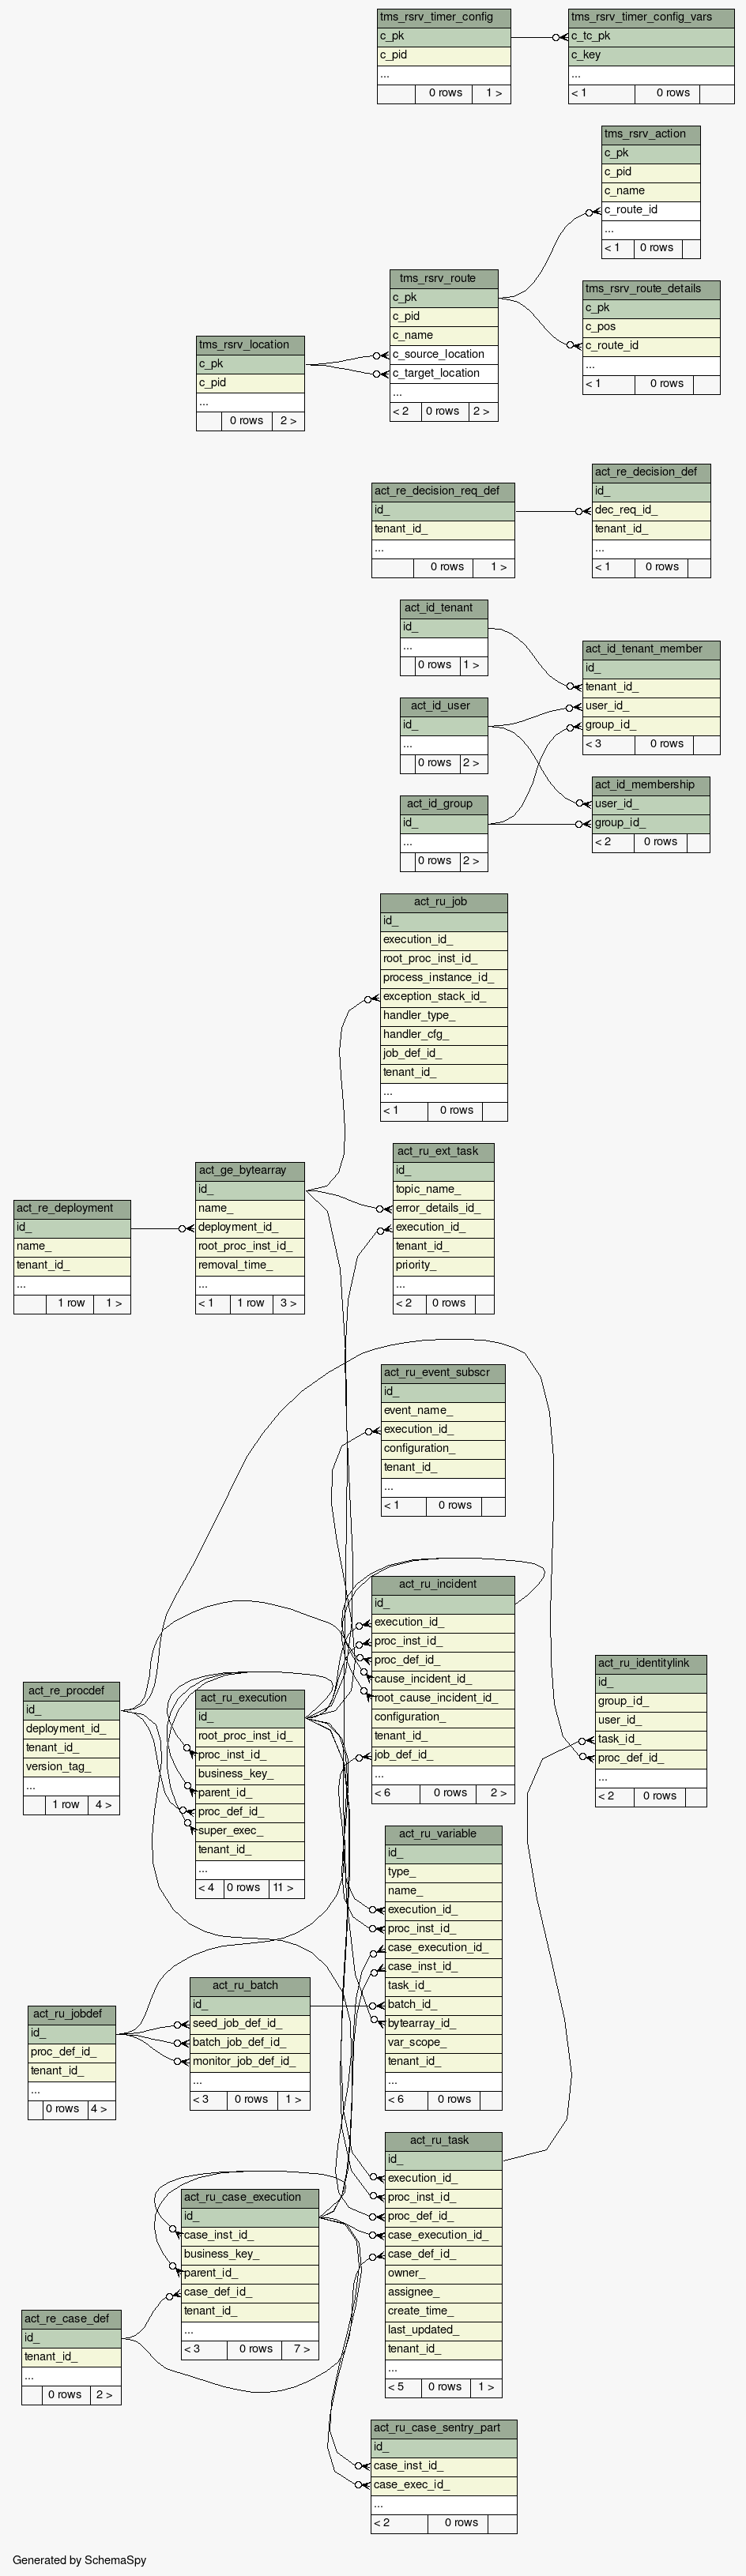 tms_rsrv_timer_config
c_pk
c_pid
...
0 rows 1 >
tms_rsrv_timer_config_vars
c_tc_pk
c_key
...
< 1 0 rows
tms_rsrv_action
c_pk
c_pid
c_name
c_route_id
...
< 1 0 rows
tms_rsrv_route
c_pk
c_pid
c_name
c_source_location
c_target_location
...
< 2 0 rows 2 >
tms_rsrv_route_details
c_pk
c_pos
c_route_id
...
< 1 0 rows
tms_rsrv_location
c_pk
c_pid
...
0 rows 2 >
act_re_decision_req_def
id_
tenant_id_
...
0 rows 1 >
act_re_decision_def
id_
dec_req_id_
tenant_id_
...
< 1 0 rows
act_id_tenant
id_
...
0 rows 1 >
act_id_tenant_member
id_
tenant_id_
user_id_
group_id_
< 3 0 rows
act_id_user
id_
...
0 rows 2 >
act_id_membership
user_id_
group_id_
< 2 0 rows
act_id_group
id_
...
0 rows 2 >
act_ru_job
id_
execution_id_
root_proc_inst_id_
process_instance_id_
exception_stack_id_
handler_type_
handler_cfg_
job_def_id_
tenant_id_
...
< 1 0 rows
act_ru_ext_task
id_
topic_name_
error_details_id_
execution_id_
tenant_id_
priority_
...
< 2 0 rows
act_ge_bytearray
id_
name_
deployment_id_
root_proc_inst_id_
removal_time_
...
< 1 1 row 3 >
act_re_deployment
id_
name_
tenant_id_
...
1 row 1 >
act_ru_event_subscr
id_
event_name_
execution_id_
configuration_
tenant_id_
...
< 1 0 rows
act_ru_incident
id_
execution_id_
proc_inst_id_
proc_def_id_
cause_incident_id_
root_cause_incident_id_
configuration_
tenant_id_
job_def_id_
...
< 6 0 rows 2 >
act_ru_identitylink
id_
group_id_
user_id_
task_id_
proc_def_id_
...
< 2 0 rows
act_re_procdef
id_
deployment_id_
tenant_id_
version_tag_
...
1 row 4 >
act_ru_execution
id_
root_proc_inst_id_
proc_inst_id_
business_key_
parent_id_
proc_def_id_
super_exec_
tenant_id_
...
< 4 0 rows 11 >
act_ru_variable
id_
type_
name_
execution_id_
proc_inst_id_
case_execution_id_
case_inst_id_
task_id_
batch_id_
bytearray_id_
var_scope_
tenant_id_
...
< 6 0 rows
act_ru_batch
id_
seed_job_def_id_
batch_job_def_id_
monitor_job_def_id_
...
< 3 0 rows 1 >
act_ru_jobdef
id_
proc_def_id_
tenant_id_
...
0 rows 4 >
act_ru_task
id_
execution_id_
proc_inst_id_
proc_def_id_
case_execution_id_
case_def_id_
owner_
assignee_
create_time_
last_updated_
tenant_id_
...
< 5 0 rows 1 >
act_ru_case_execution
id_
case_inst_id_
business_key_
parent_id_
case_def_id_
tenant_id_
...
< 3 0 rows 7 >
act_re_case_def
id_
tenant_id_
...
0 rows 2 >
act_ru_case_sentry_part
id_
case_inst_id_
case_exec_id_
...
< 2 0 rows
Generated by SchemaSpy